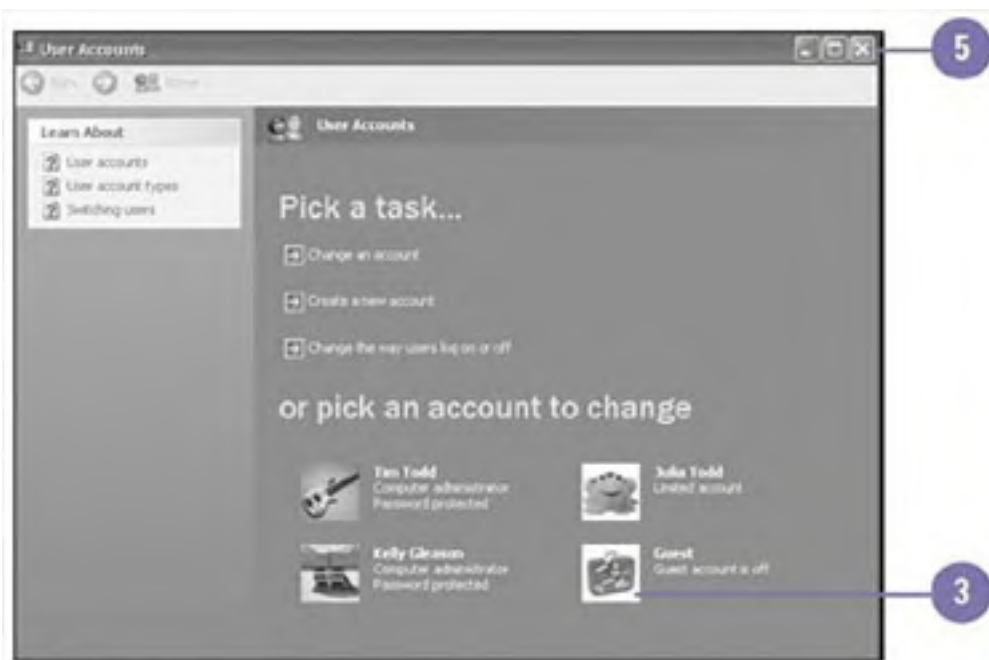 User Accounts
5
Back
Home
Learn About
User accounts
User account types
Switching users
User Accounts
Pick a task...
Change an account
Create a new account
Change the way users log on or off
or pick an account to change
Tim Todd
Computer administrator
Password protected
Julia Todd
Limited account
Kelly Gleason
Computer administrator
Password protected
Guest
Guest account is off
3